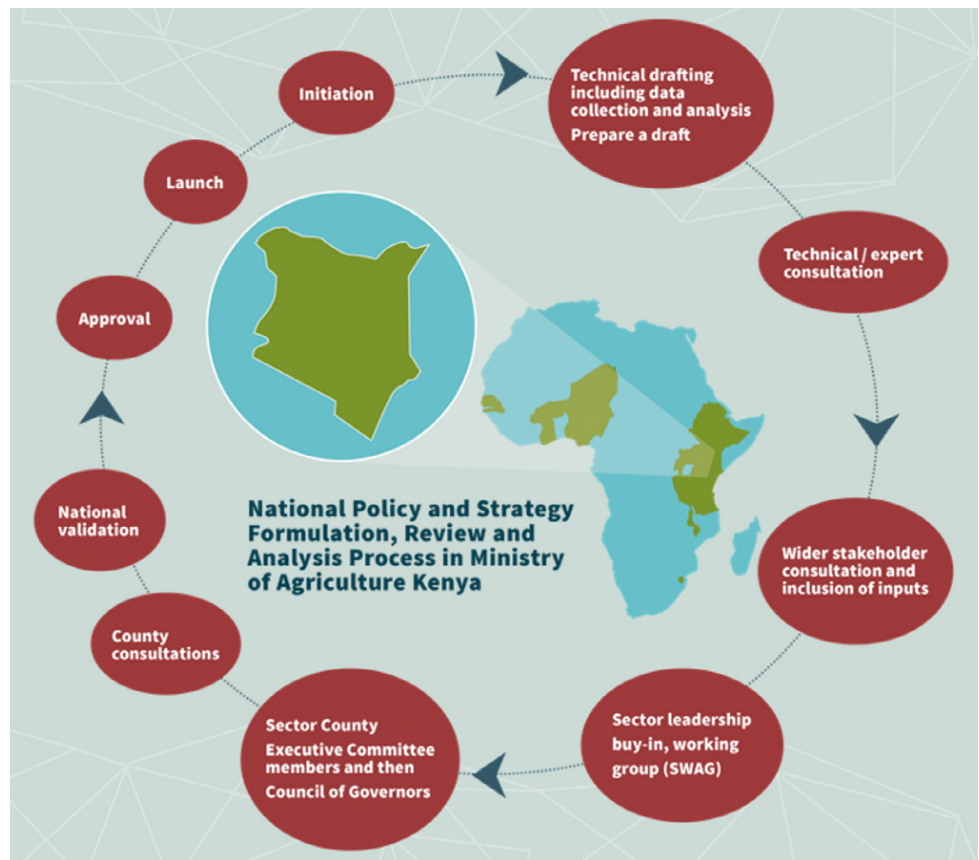 Initiation
Technical drafting
including data
collection and analysis
Prepare a draft
Technical / expert
consultation
Wider stakeholder
consultation and
inclusion of inputs
Sector leadership
buy-in, working
group (SWAG)
Sector County
Executive Committee
members and then
Council of Governors
County
consultations
National
validation
Approval
Launch
National Policy and Strategy
Formulation, Review and
Analysis Process in Ministry
of Agriculture Kenya